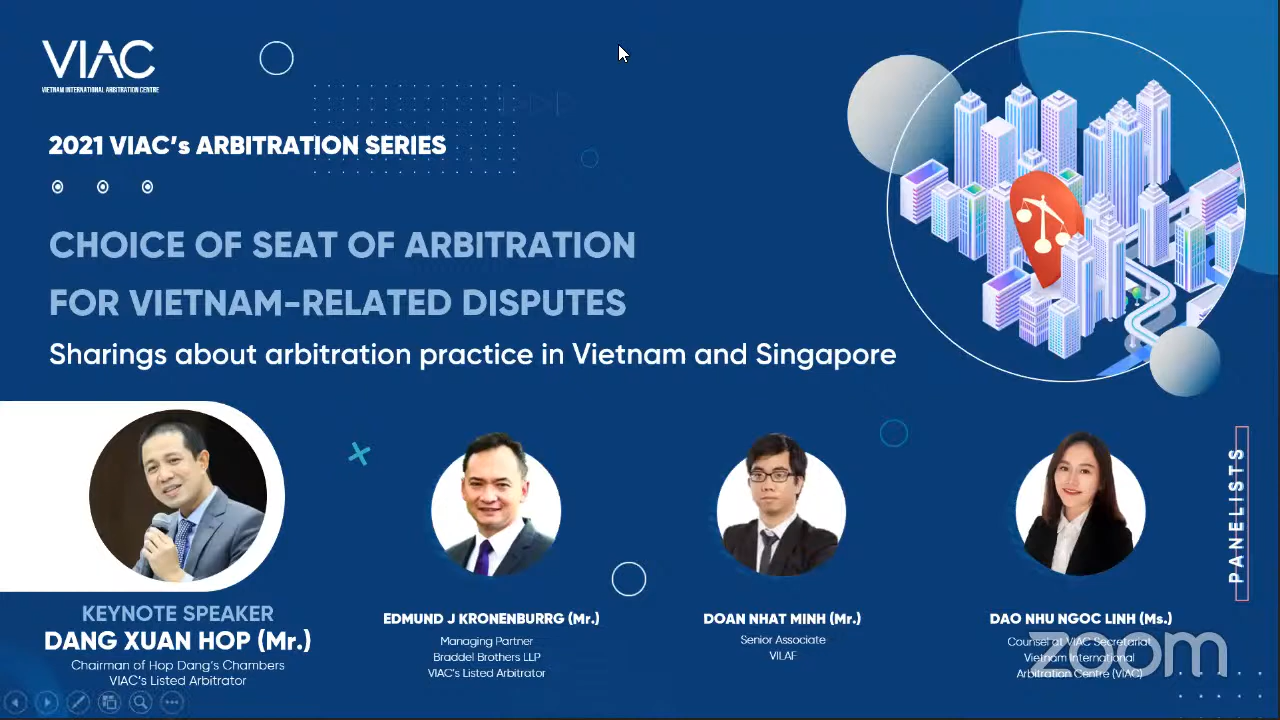 VIAC
VIETNAM INTERNATIONAL ARBITRATION CENTRE
2021 VIAC's ARBITRATION SERIES
CHOICE OF SEAT OF ARBITRATION
FOR VIETNAM-RELATED DISPUTES
Sharings about arbitration practice in Vietnam and Singapore
KEYNOTE SPEAKER
DANG XUAN HOP (Mr.)
Chairman of Hop Dang's Chambers
VIAC's Listed Arbitrator
EDMUND J KRONENBURRG (Mr.)
Managing Partner
Braddel Brothers LLP
VIAC's Listed Arbitrator
DOAN NHAT MINH (Mr.)
Senior Associate
VILAF
DAO NHU NGOC LINH (Ms.)
Counsel at VIAC Secretariat
Vietnam International
Arbitration Centre (VIAC)
PANELISTS
zoom